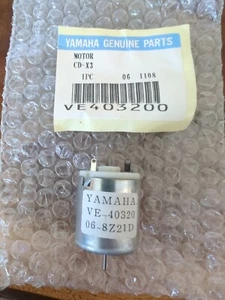 YAMAHA GENUINE PARTS
MOTOR
CD-X3
1PC 06 1108
VE403200
YAMAHA
VE-40320
06-8Z21D